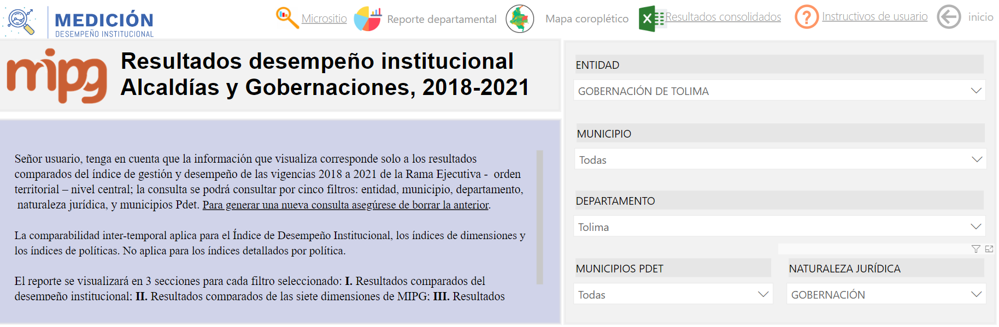 MEDICIÓN
DESEMPEÑO INSTITUCIONAL
Micrositio
Reporte departamental
Mapa coroplético
Resultados consolidados
Instructivos de usuario
inicio
mipg
Resultados desempeño institucional
Alcaldías y Gobernaciones, 2018-2021
Señor usuario, tenga en cuenta que la información que visualiza corresponde solo a los resultados
comparados del índice de gestión y desempeño de las vigencias 2018 a 2021 de la Rama Ejecutiva - orden
territorial – nivel central; la consulta se podrá consultar por cinco filtros: entidad, municipio, departamento,
naturaleza jurídica, y municipios Pdet. Para generar una nueva consulta asegúrese de borrar la anterior.
La comparabilidad inter-temporal aplica para el Índice de Desempeño Institucional, los índices de dimensiones y
los índices de políticas. No aplica para los índices detallados por política.
El reporte se visualizará en 3 secciones para cada filtro seleccionado: I. Resultados comparados del
desempeño institucional; II. Resultados comparados de las siete dimensiones de MIPG; III. Resultados
ENTIDAD
GOBERNACIÓN DE TOLIMA
MUNICIPIO
Todas
DEPARTAMENTO
Tolima
MUNICIPIOS PDET
Todas
NATURALEZA JURÍDICA
GOBERNACIÓN